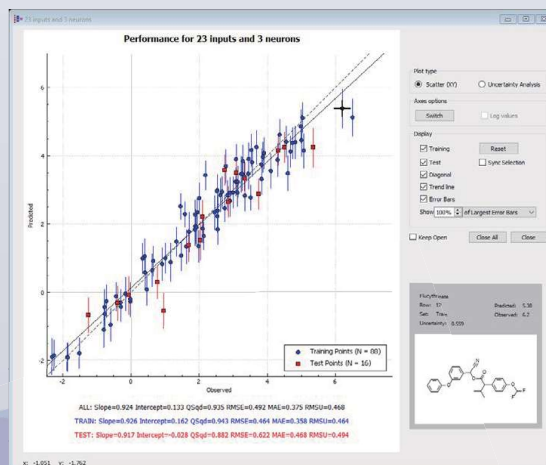 23 inputs and 3 neurons
Performance for 23 inputs and 3 neurons
Predicted
6
4
2
0
-2
-2
0
2
4
6
Observed
Training Points (N = 88)
Test Points (N = 16)
ALL: Slope=0.924 Intercept=0.133 QSqd=0.935 RMSE=0.492 MAE=0.375 RMSU=0.468
TRAIN: Slope=0.926 Intercept=0.162 QSqd=0.943 RMSE=0.464 MAE=0.358 RMSU=0.464
TEST: Slope=0.917 Intercept=-0.028 QSqd=0.882 RMSE=0.622 MAE=0.468 RMSU=0.494
X: -1.051 y: -1.762
Plot type
Scatter (XY)
Uncertainty Analysis
Axes options
Switch
Log values
Display
Training
Reset
Test
Sync Selection
Diagonal
Trend line
Error Bars
Show 100% of Largest Error Bars
Keep Open
Close All
Close
Row: 52
Predicted: 5.38
Set: Train
Observed: 6.2
Uncertainty: 0.559